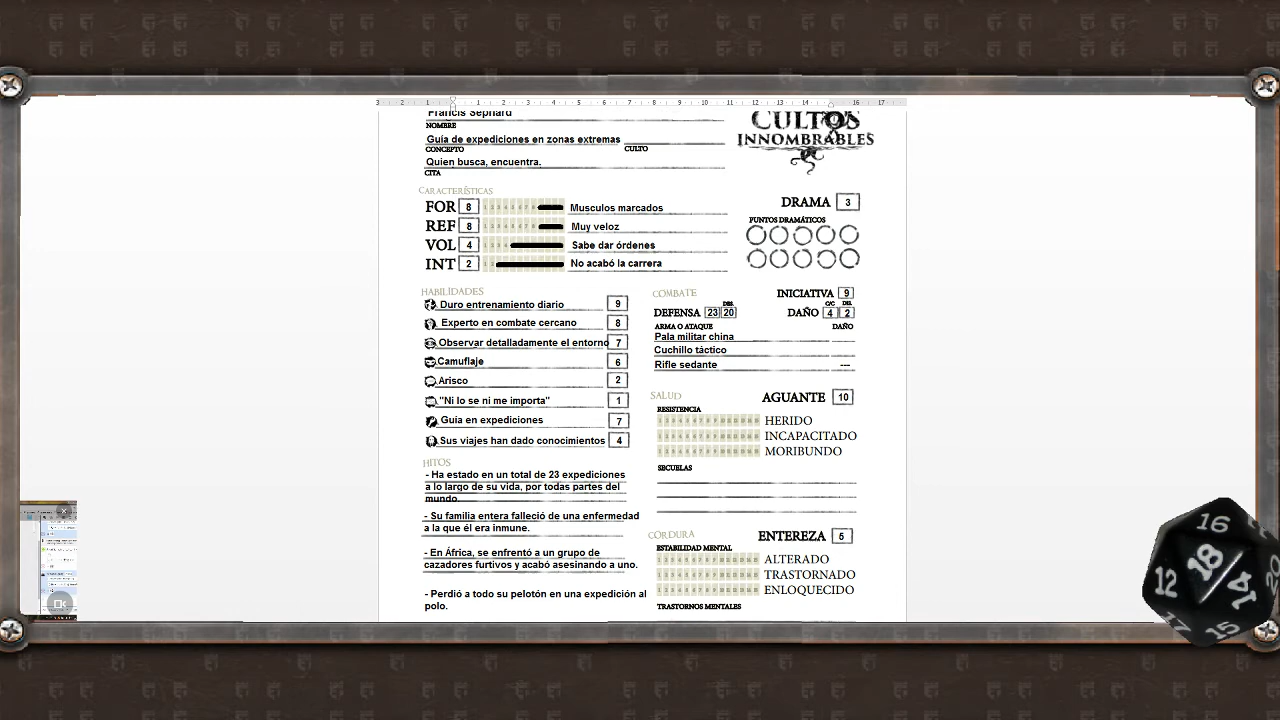 Francis Sephard
NOMBRE
Guía de expediciones en zonas extremas
CONCEPTO
CULTO
Quien busca, encuentra.
CITA
CULTOS
INNOMBRABLES
CARACTERÍSTICAS
FOR 8 Musculos marcados
REF 8 Muy veloz
VOL 4 Sabe dar órdenes
INT 2 No acabó la carrera
DRAMA 3
PUNTOS DRAMÁTICOS
HABILIDADES
Duro entrenamiento diario 9
Experto en combate cercano 8
Observar detalladamente el entorno 7
Camuflaje 6
Arisco 2
"Ni lo se ni me importa" 1
Guía en expediciones 7
Sus viajes han dado conocimientos 4
HITOS
- Ha estado en un total de 23 expediciones
a lo largo de su vida, por todas partes del
mundo.
- Su familia entera falleció de una enfermedad
a la que él era inmune.
- En África, se enfrentó a un grupo de
cazadores furtivos y acabó asesinando a uno.
- Perdió a todo su pelotón en una expedición al
polo.
COMBATE
INICIATIVA 9
DES. C/C DIS.
DEFENSA 23 20 DAÑO 4 2
ARMA O ATAQUE DAÑO
Pala militar china
Cuchillo táctico
Rifle sedante ---
SALUD
AGUANTE 10
RESISTENCIA
HERIDO
INCAPACITADO
MORIBUNDO
SECUELAS
CORDURA
ENTEREZA 5
ESTABILIDAD MENTAL
ALTERADO
TRASTORNADO
ENLOQUECIDO
TRASTORNOS MENTALES
16
18
12
14
17
15